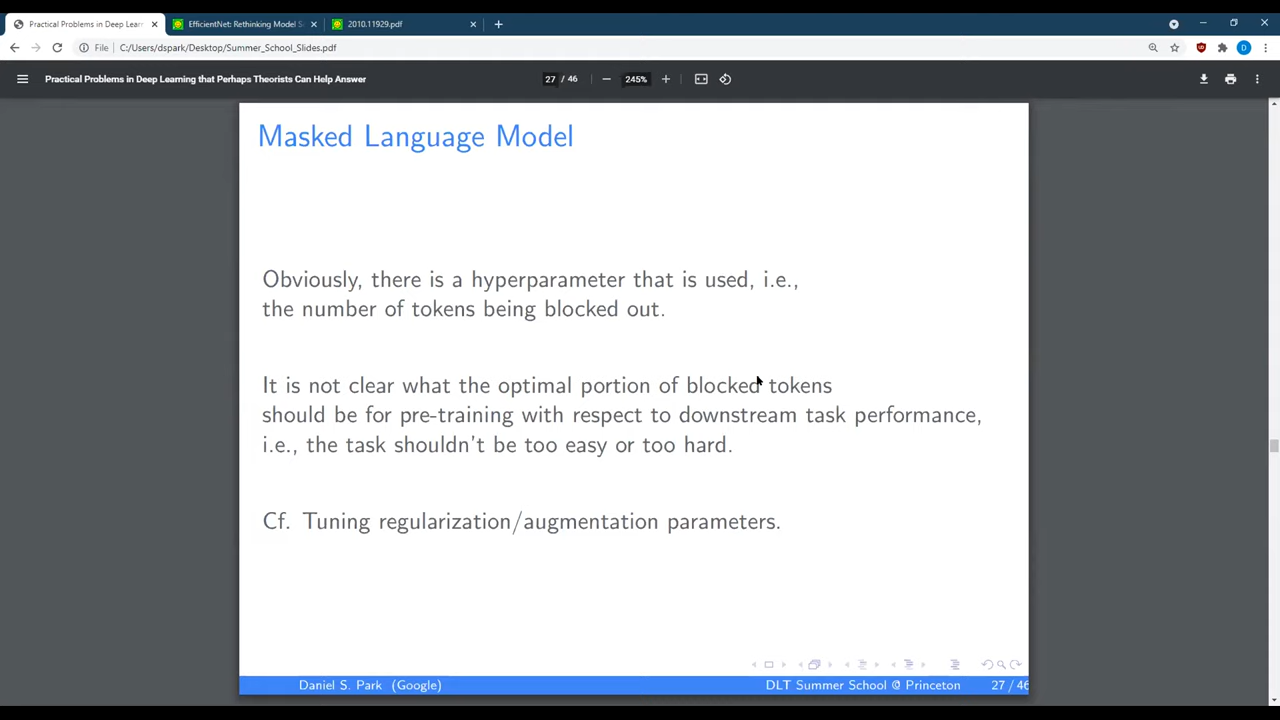 Practical Problems in Deep Lear
EfficientNet: Rethinking Model S
2010.11929.pdf
File
C:/Users/dspark/Desktop/Summer_School_Slides.pdf
D
Practical Problems in Deep Learning that Perhaps Theorists Can Help Answer
27 / 46
245%
Masked Language Model
Obviously, there is a hyperparameter that is used, i.e.,
the number of tokens being blocked out.
It is not clear what the optimal portion of blocked tokens
should be for pre-training with respect to downstream task performance,
i.e., the task shouldn't be too easy or too hard.
Cf. Tuning regularization/augmentation parameters.
Daniel S. Park (Google)
DLT Summer School @ Princeton
27 / 46